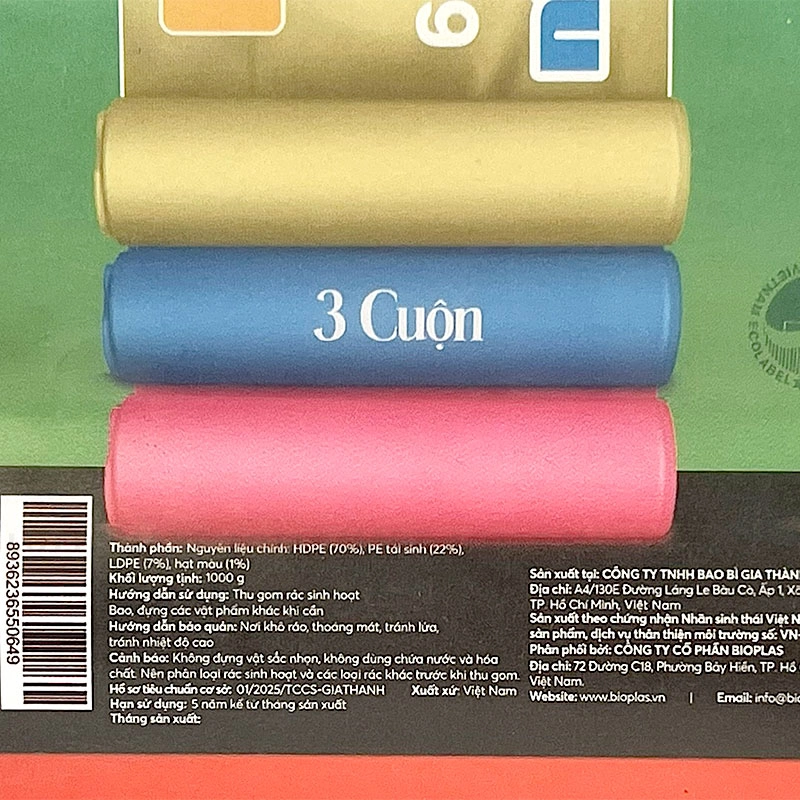 3 Cuộn
VIETNAM ECOLABEL
8936236550649
Thành phần: Nguyên liệu chính: HDPE (70%), PE tái sinh (22%),
LDPE (7%), hạt màu (1%)
Khối lượng tịnh: 1000 g
Hướng dẫn sử dụng: Thu gom rác sinh hoạt
Bao, đựng các vật phẩm khác khi cần
Hướng dẫn bảo quản: Nơi khô ráo, thoáng mát, tránh lửa,
tránh nhiệt độ cao
Cảnh báo: Không đựng vật sắc nhọn, không dùng chứa nước và hóa
chất. Nên phân loại rác sinh hoạt và các loại rác khác trước khi thu gom.
Hồ sơ tiêu chuẩn cơ sở: 01/2025/TCCS-GIATHANH Xuất xứ: Việt Nam
Hạn sử dụng: 5 năm kể từ tháng sản xuất
Tháng sản xuất:
Sản xuất tại: CÔNG TY TNHH BAO BÌ GIA THÀN
Địa chỉ: A4/130E Đường Láng Le Bàu Cò, Ấp 1, Xã
TP. Hồ Chí Minh, Việt Nam
Sản xuất theo chứng nhận Nhãn sinh thái Việt N
sản phẩm, dịch vụ thân thiện môi trường số: VN-
Phân phối bởi: CÔNG TY CỔ PHẦN BIOPLAS
Địa chỉ: 72 Đường C18, Phường Bảy Hiền, TP. Hồ
Việt Nam.
Website: www.bioplas.vn | Email: info@bio